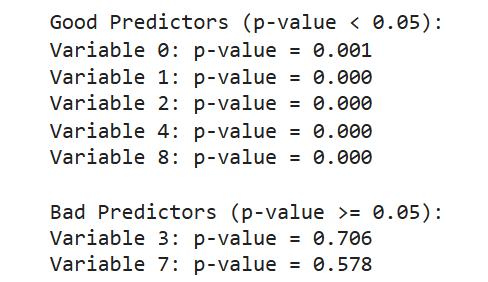 Good Predictors (p-value < 0.05):
Variable 0: p-value = 0.001
Variable 1: p-value = 0.000
Variable 2: p-value = 0.000
Variable 4: p-value = 0.000
Variable 8: p-value = 0.000
Bad Predictors (p-value >= 0.05):
Variable 3: p-value = 0.706
Variable 7: p-value = 0.578